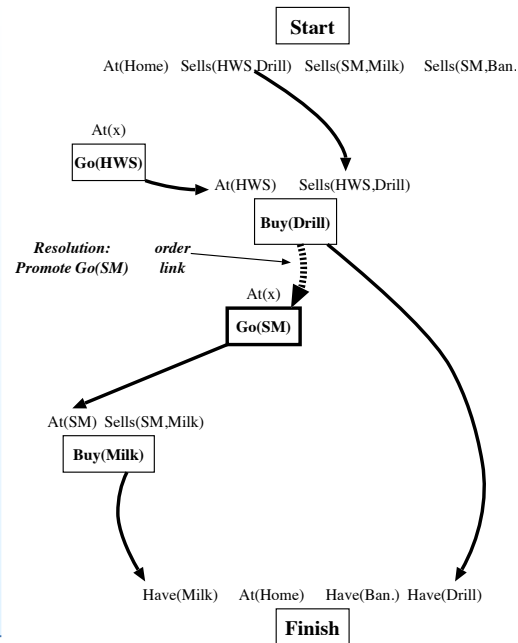 Start
At(Home) Sells(HWS,Drill) Sells(SM,Milk) Sells(SM,Ban.
At(x)
Go(HWS)
At(HWS) Sells(HWS,Drill)
Buy(Drill)
Resolution: order
Promote Go(SM) link
At(x)
Go(SM)
At(SM) Sells(SM,Milk)
Buy(Milk)
Have(Milk) At(Home) Have(Ban.) Have(Drill)
Finish